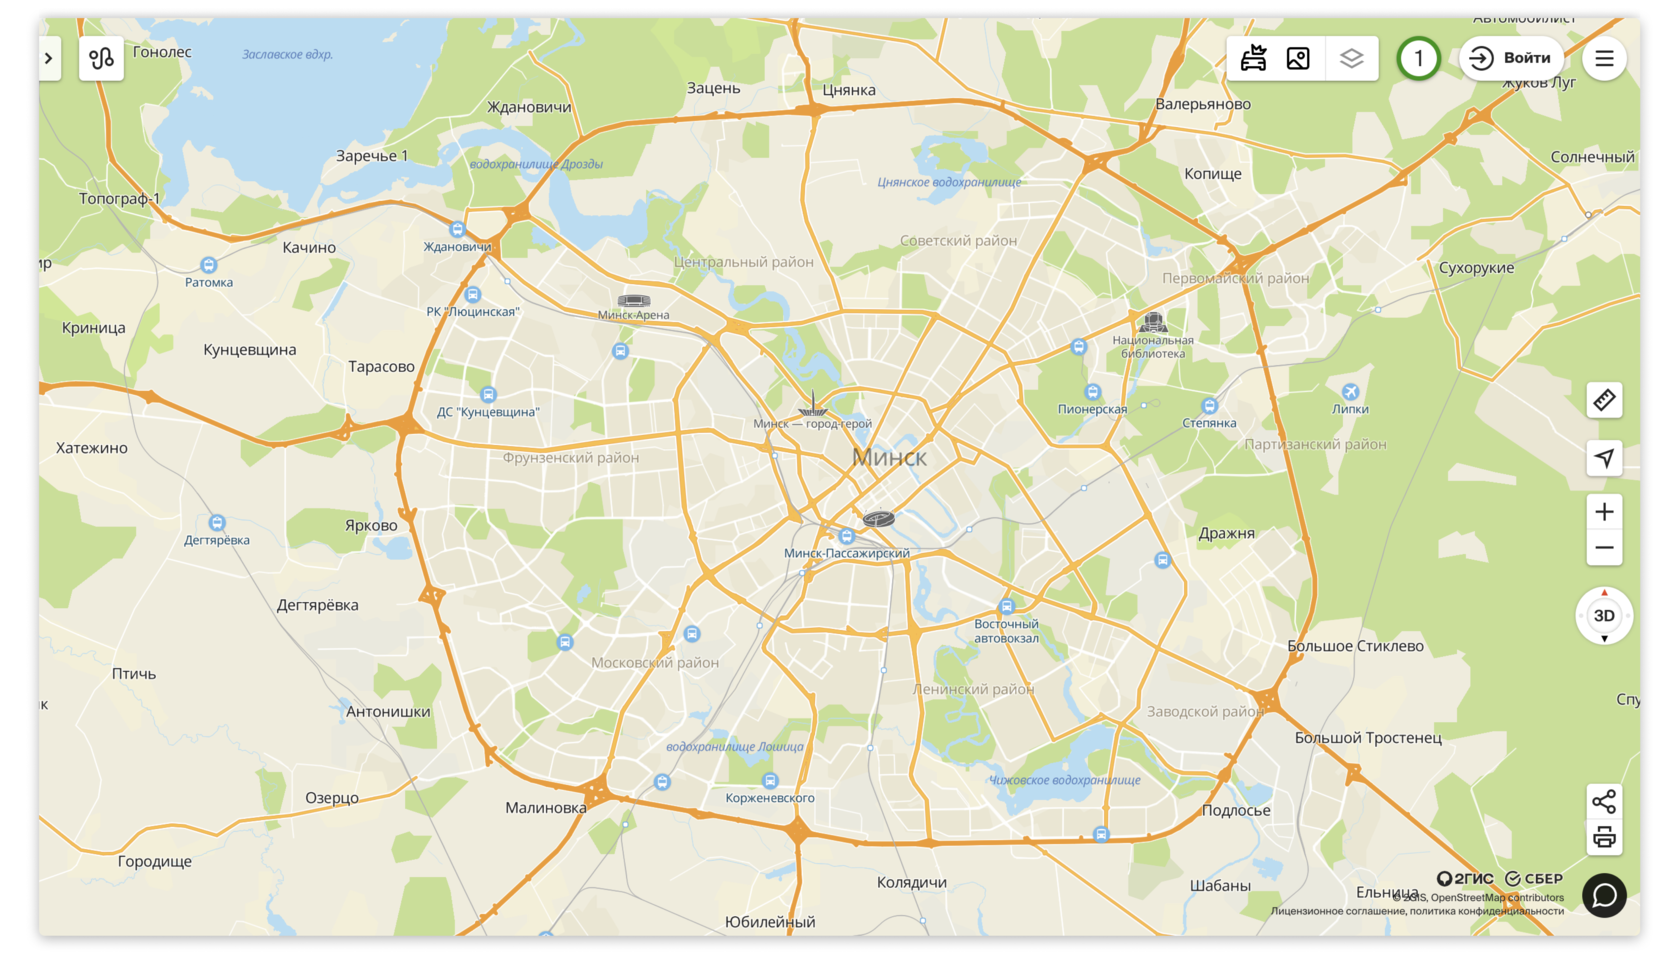 Автомобилист
Гонолес
Заславское вдхр.
1
Войти
Жуков Луг
Зацень
Цнянка
Ждановичи
Валерьяново
Заречье 1
водохранилище Дрозды
Солнечный
Цнянское водохранилище
Копище
Топограф-1
Качино
Ждановичи
Советский район
Центральный район
Ратомка
Первомайский район
Сухорукие
РК "Люцинская"
Минск-Арена
Криница
Кунцевщина
Национальная
библиотека
Тарасово
ДС "Кунцевщина"
Пионерская
Липки
Минск — город-герой
Степянка
Хатежино
Фрунзенский район
Минск
Партизанский район
Ярково
Дражня
Дегтярёвка
Минск-Пассажирский
Дегтярёвка
3D
Восточный
автовокзал
Большое Стиклево
Московский район
Птичь
Ленинский район
Антонишки
Заводской район
Большой Тростенец
водохранилище Лошица
Чижовское водохранилище
Озерцо
Корженевского
Малиновка
Подлосье
Городище
Колядичи
Шабаны
Ельница
2ГИС СБЕР
© 2GIS, OpenStreetMap contributors
Лицензионное соглашение, политика конфиденциальности
Юбилейный